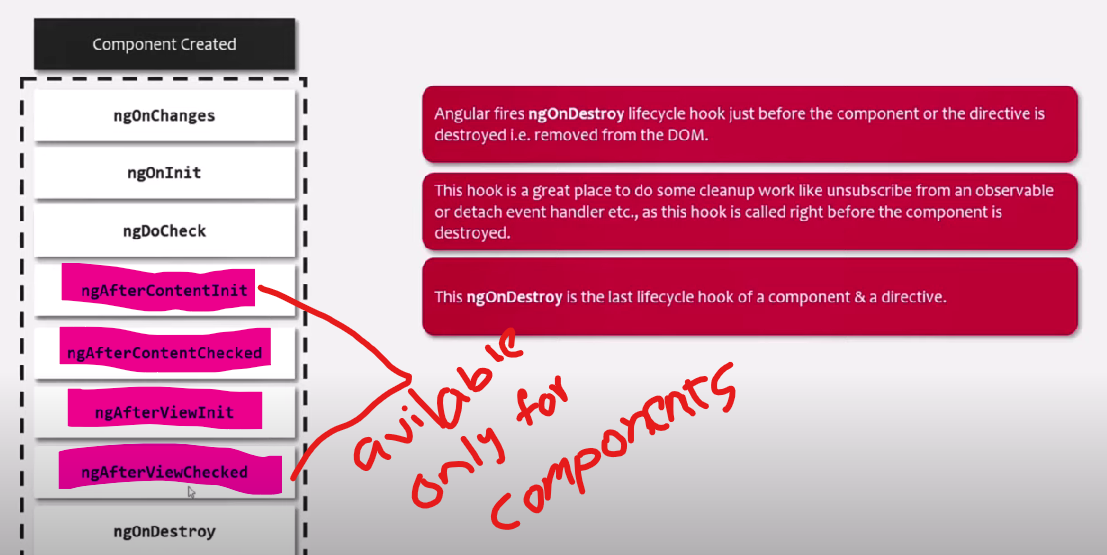 Component Created
ngOnChanges
ngOnInit
ngDoCheck
ngAfterContentInit
ngAfterContentChecked
ngAfterViewInit
ngAfterViewChecked
ngOnDestroy
Angular fires ngOnDestroy lifecycle hook just before the component or the directive is
destroyed i.e. removed from the DOM.
This hook is a great place to do some cleanup work like unsubscribe from an observable
or detach event handler etc., as this hook is called right before the component is
destroyed.
This ngOnDestroy is the last lifecycle hook of a component & a directive.
avilable
only for
components